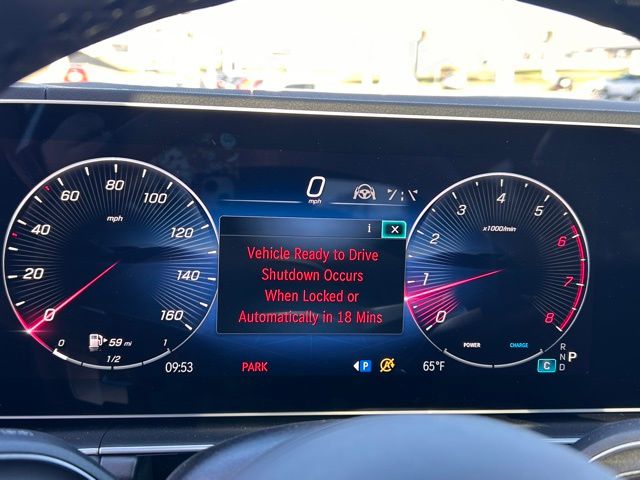 0
mph
i
Vehicle Ready to Drive
Shutdown Occurs
When Locked or
Automatically in 18 Mins
0
20
40
60
80
100
120
140
160
mph
59 mi
0
1/2
1
0
1
2
3
4
5
6
7
8
x1000/min
POWER
CHARGE
09:53
PARK
P
A
65°F
C
R
N P
D